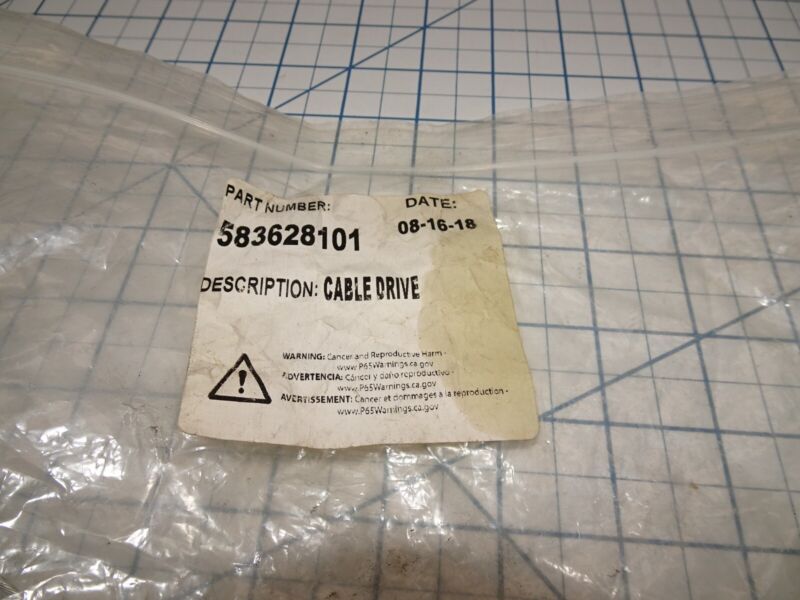 PART NUMBER:
DATE:
583628101
08-16-18
DESCRIPTION: CABLE DRIVE
WARNING: Cancer and Reproductive Harm -
www.P65Warnings.ca.gov
ADVERTENCIA: Cáncer y daño reproductivo -
www.P65Warnings.ca.gov
AVERTISSEMENT: Cancer et dommages à la reproduction -
www.P65Warnings.ca.gov